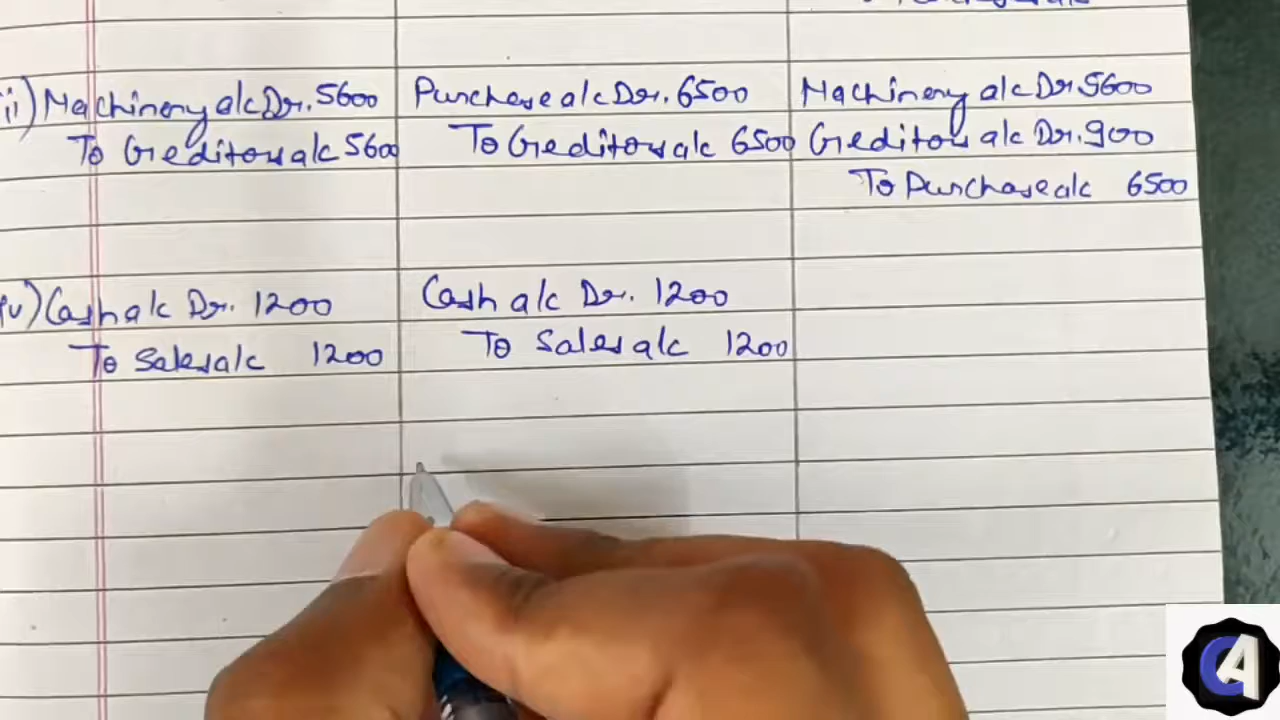 ii) Machinery a/c Dr. 5600
To Creditors a/c 5600
Purchase a/c Dr. 6500
To Creditors a/c 6500
Machinery a/c Dr. 5600
Creditors a/c Dr. 900
To Purchase a/c 6500
iv) Cash a/c Dr. 1200
To Sales a/c 1200
Cash a/c Dr. 1200
To Sales a/c 1200
CA